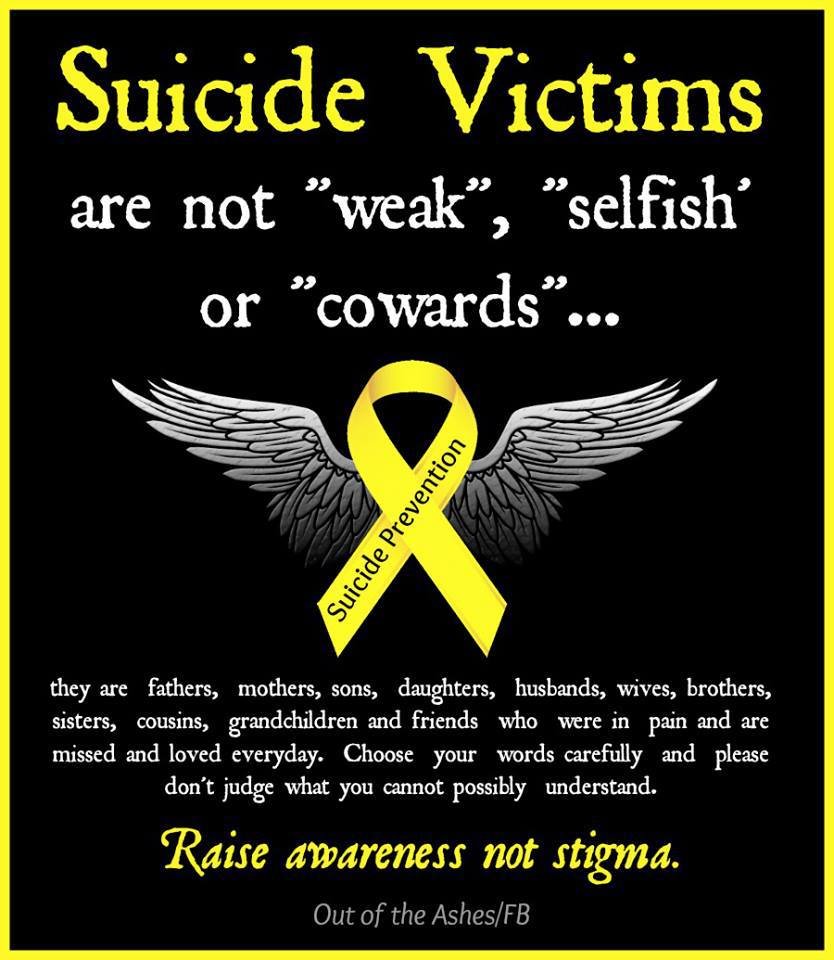 Suicide Victims
are not ”weak”, ”selfish’
or ”cowards”...
Suicide Prevention
they are fathers, mothers, sons, daughters, husbands, wives, brothers,
sisters, cousins, grandchildren and friends who were in pain and are
missed and loved everyday. Choose your words carefully and please
don't judge what you cannot possibly understand.
Raise awareness not stigma.
Out of the Ashes/FB